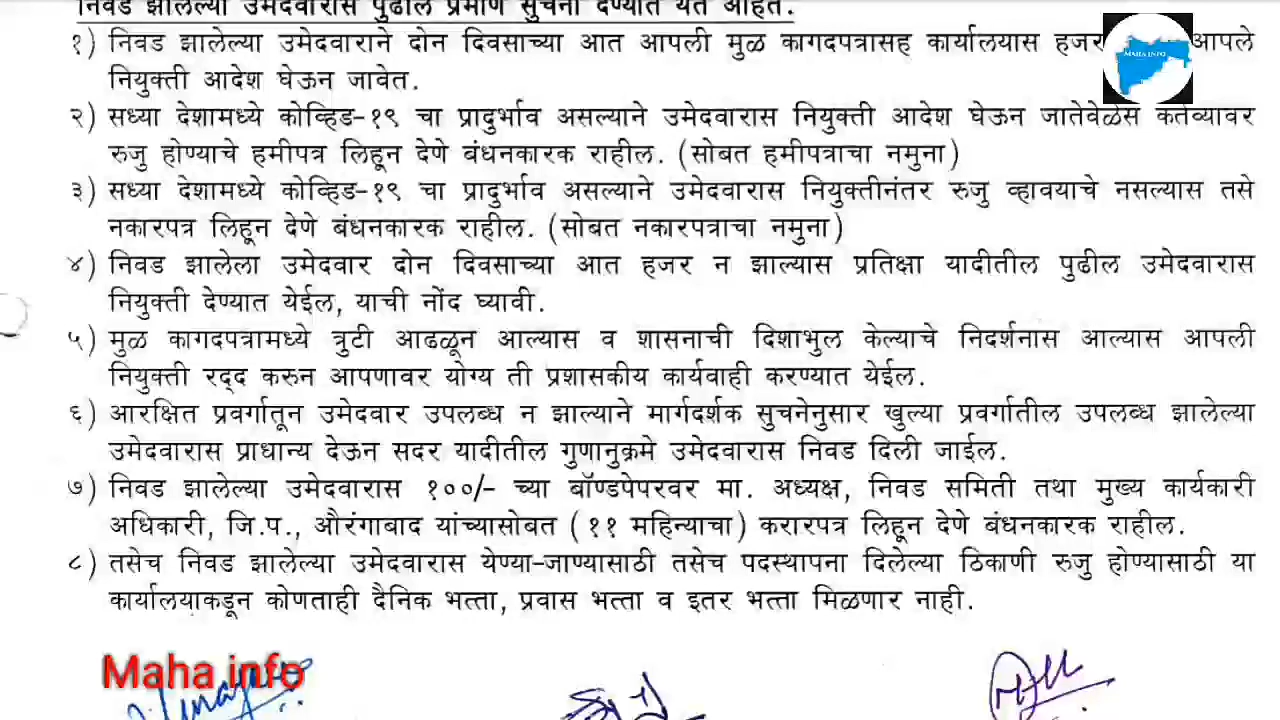 निवड झालेल्या उमेदवारास पुढील प्रमाणे सुचना देण्यात येत आहेत.
१) निवड झालेल्या उमेदवाराने दोन दिवसाच्या आत आपली मुळ कागदपत्रासह कार्यालयास हजर आपले
MAHA INFO
नियुक्ती आदेश घेऊन जावेत.
२) सध्या देशामध्ये कोव्हिड-१९ चा प्रादुर्भाव असल्याने उमेदवारास नियुक्ती आदेश घेऊन जातेवेळेस कर्तव्यावर
रुजु होण्याचे हमीपत्र लिहून देणे बंधनकारक राहील. (सोबत हमीपत्राचा नमुना)
३) सध्या देशामध्ये कोव्हिड-१९ चा प्रादुर्भाव असल्याने उमेदवारास नियुक्तीनंतर रुजु व्हावयाचे नसल्यास तसे
नकारपत्र लिहून देणे बंधनकारक राहील. (सोबत नकारपत्राचा नमुना)
४) निवड झालेला उमेदवार दोन दिवसाच्या आत हजर न झाल्यास प्रतिक्षा यादीतील पुढील उमेदवारास
नियुक्ती देण्यात येईल, याची नोंद घ्यावी.
५) मुळ कागदपत्रामध्ये त्रुटी आढळून आल्यास व शासनाची दिशाभुल केल्याचे निदर्शनास आल्यास आपली
नियुक्ती रद्द करुन आपणावर योग्य ती प्रशासकीय कार्यवाही करण्यात येईल.
६) आरक्षित प्रवर्गातून उमेदवार उपलब्ध न झाल्याने मार्गदर्शक सुचनेनुसार खुल्या प्रवर्गातील उपलब्ध झालेल्या
उमेदवारास प्राधान्य देऊन सदर यादीतील गुणानुक्रमे उमेदवारास निवड दिली जाईल.
७) निवड झालेल्या उमेदवारास १००/- च्या बॉण्डपेपरवर मा. अध्यक्ष, निवड समिती तथा मुख्य कार्यकारी
अधिकारी, जि.प., औरंगाबाद यांच्यासोबत (११ महिन्याचा) करारपत्र लिहून देणे बंधनकारक राहील.
८) तसेच निवड झालेल्या उमेदवारास येण्या-जाण्यासाठी तसेच पदस्थापना दिलेल्या ठिकाणी रुजु होण्यासाठी या
कार्यालयाकडून कोणताही दैनिक भत्ता, प्रवास भत्ता व इतर भत्ता मिळणार नाही.
Maha info